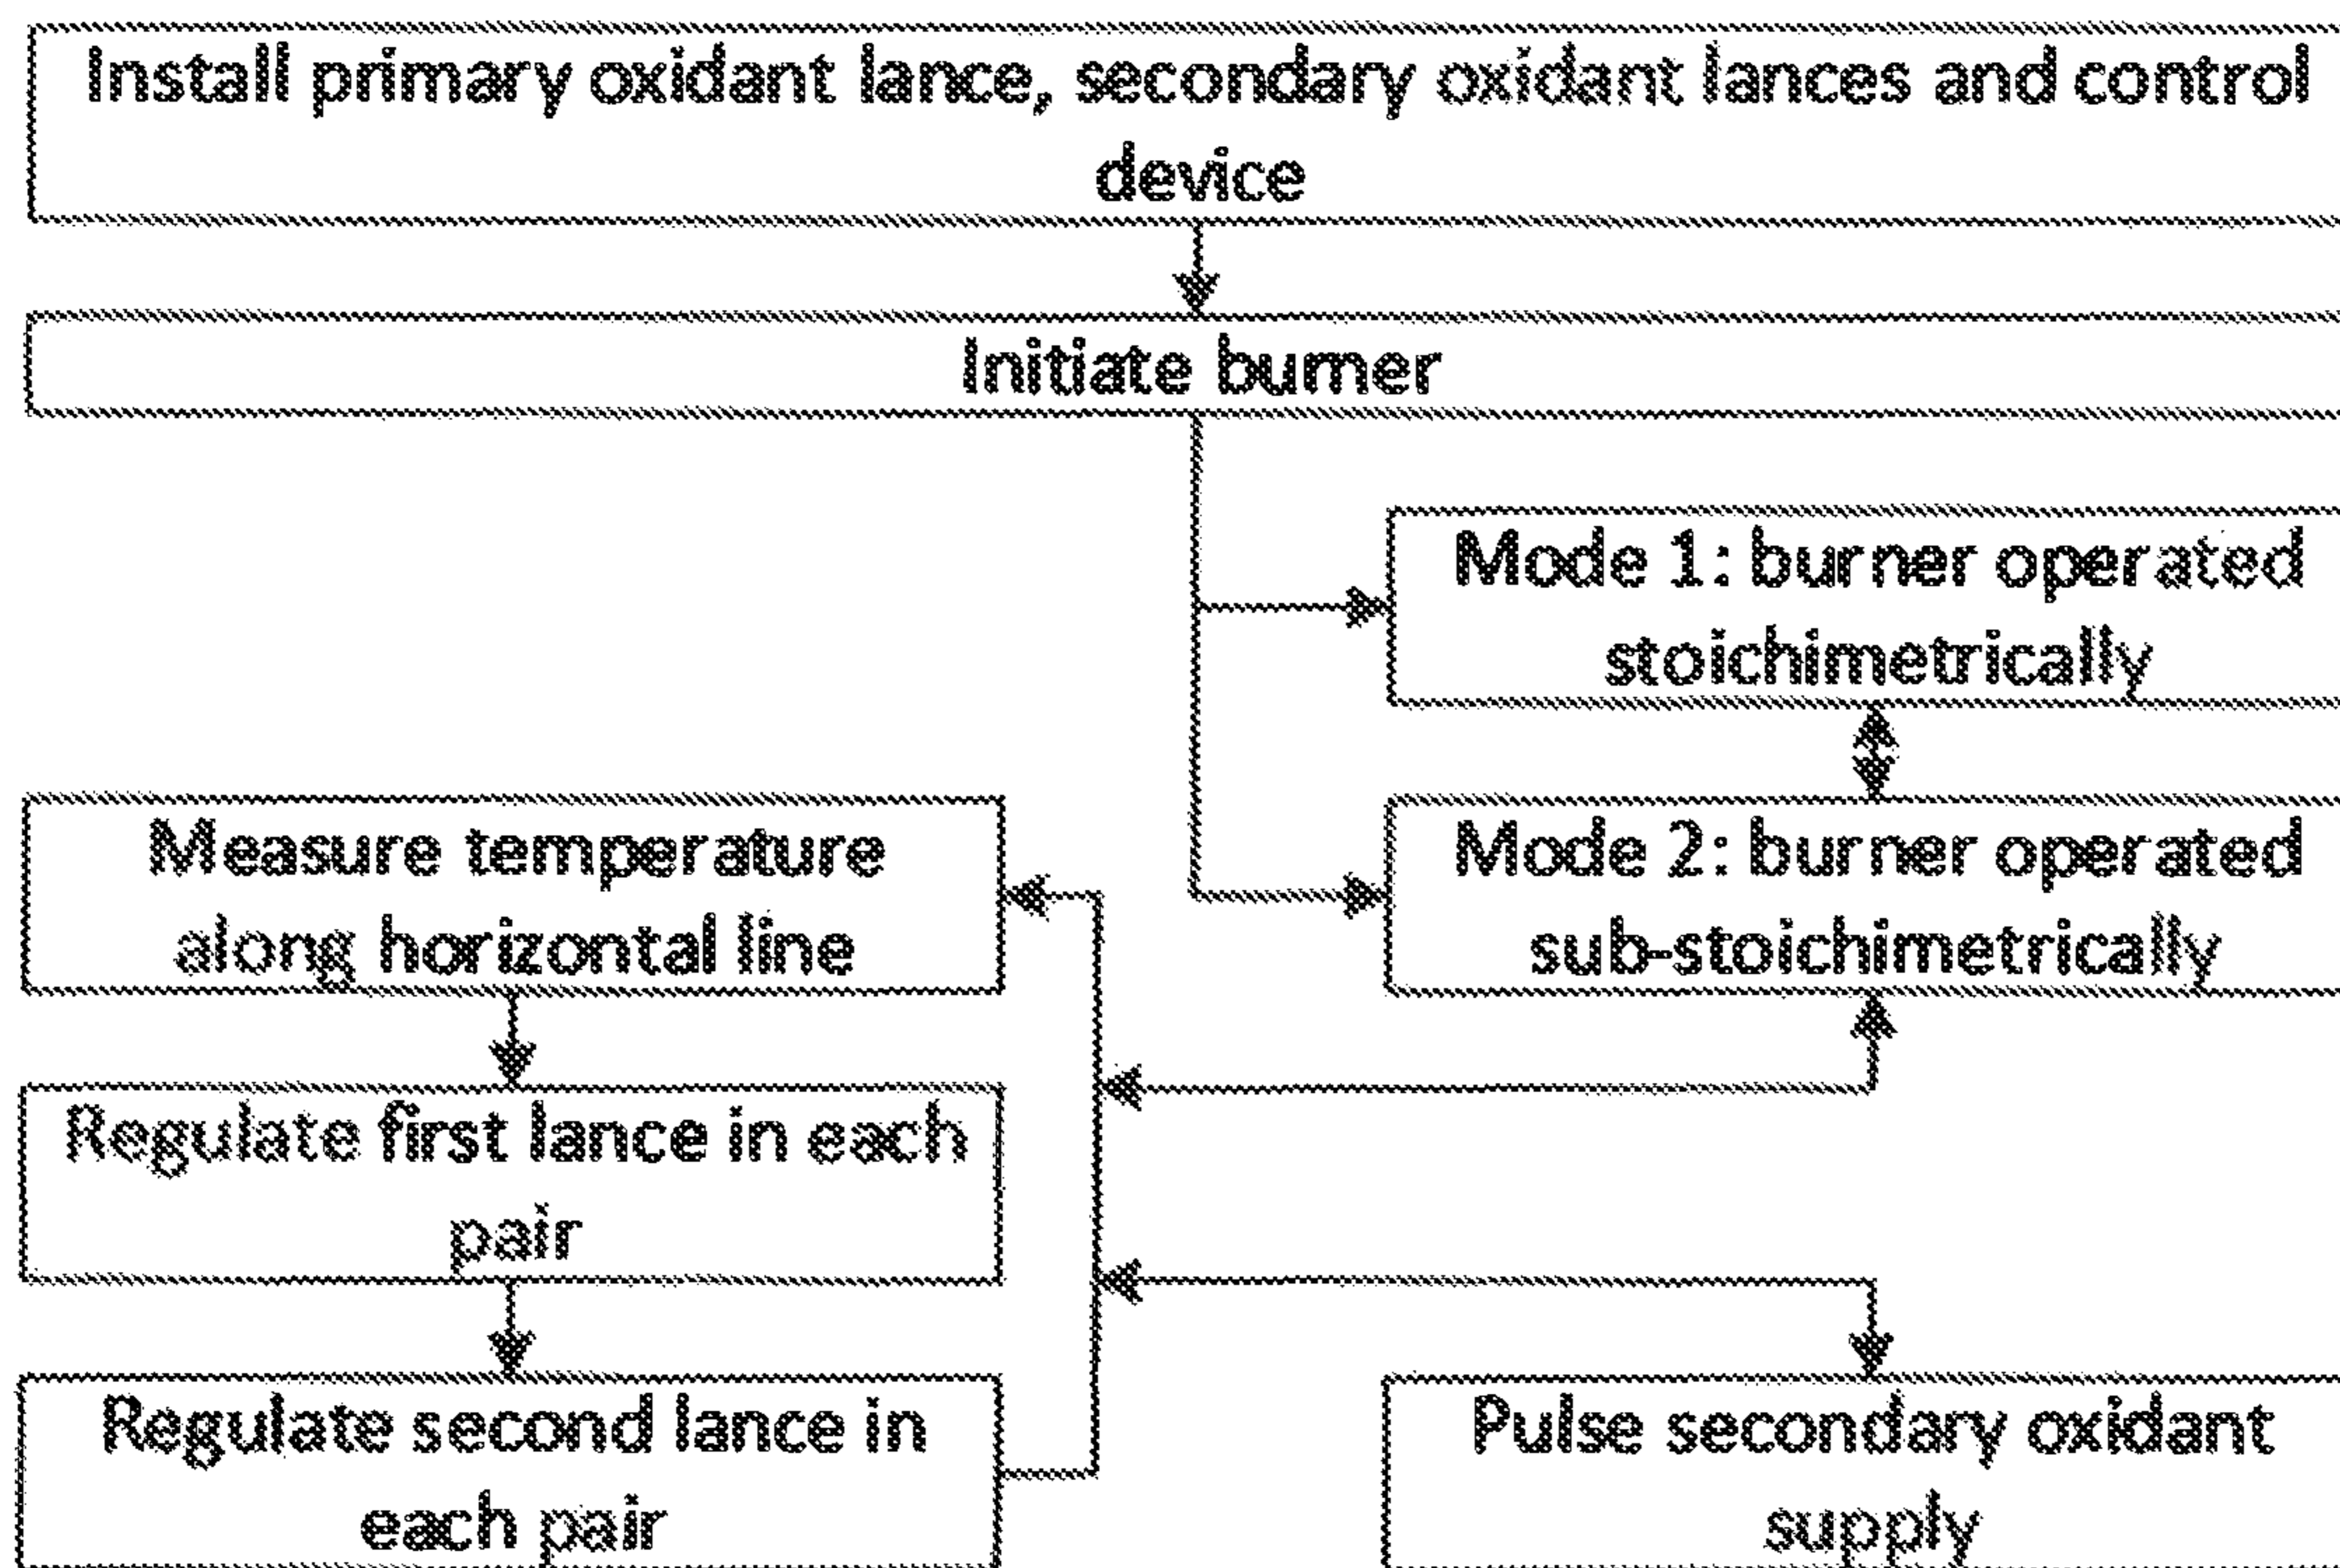 Install primary oxidant lance, secondary oxidant lances and control
device
Initiate burner
Mode 1: burner operated
stoichimetrically
Measure temperature
along horizontal line
Mode 2: burner operated
sub-stoichimetrically
Regulate first lance in each
pair
Regulate second lance in
each pair
Pulse secondary oxidant
supply